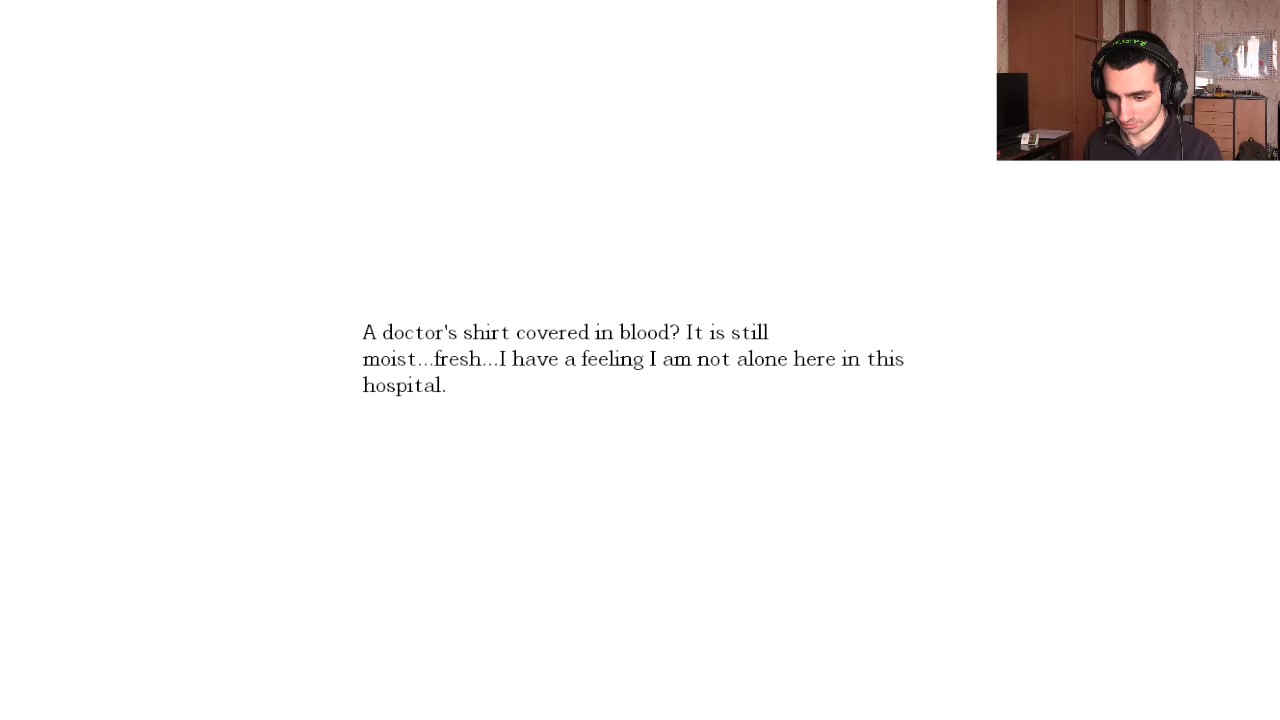 A doctor's shirt covered in blood? It is still
moist...fresh...I have a feeling I am not alone here in this
hospital.